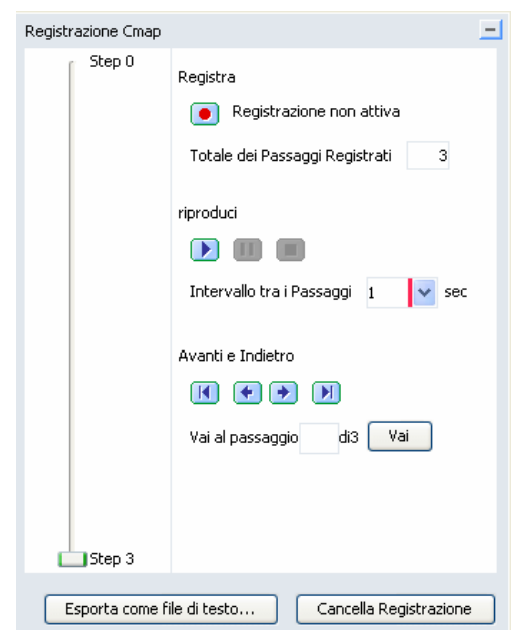 Registrazione Cmap
Step 0
Registra
Registrazione non attiva
Totale dei Passaggi Registrati 3
riproduci
Intervallo tra i Passaggi 1 sec
Avanti e Indietro
Vai al passaggio di3 Vai
Step 3
Esporta come file di testo... Cancella Registrazione